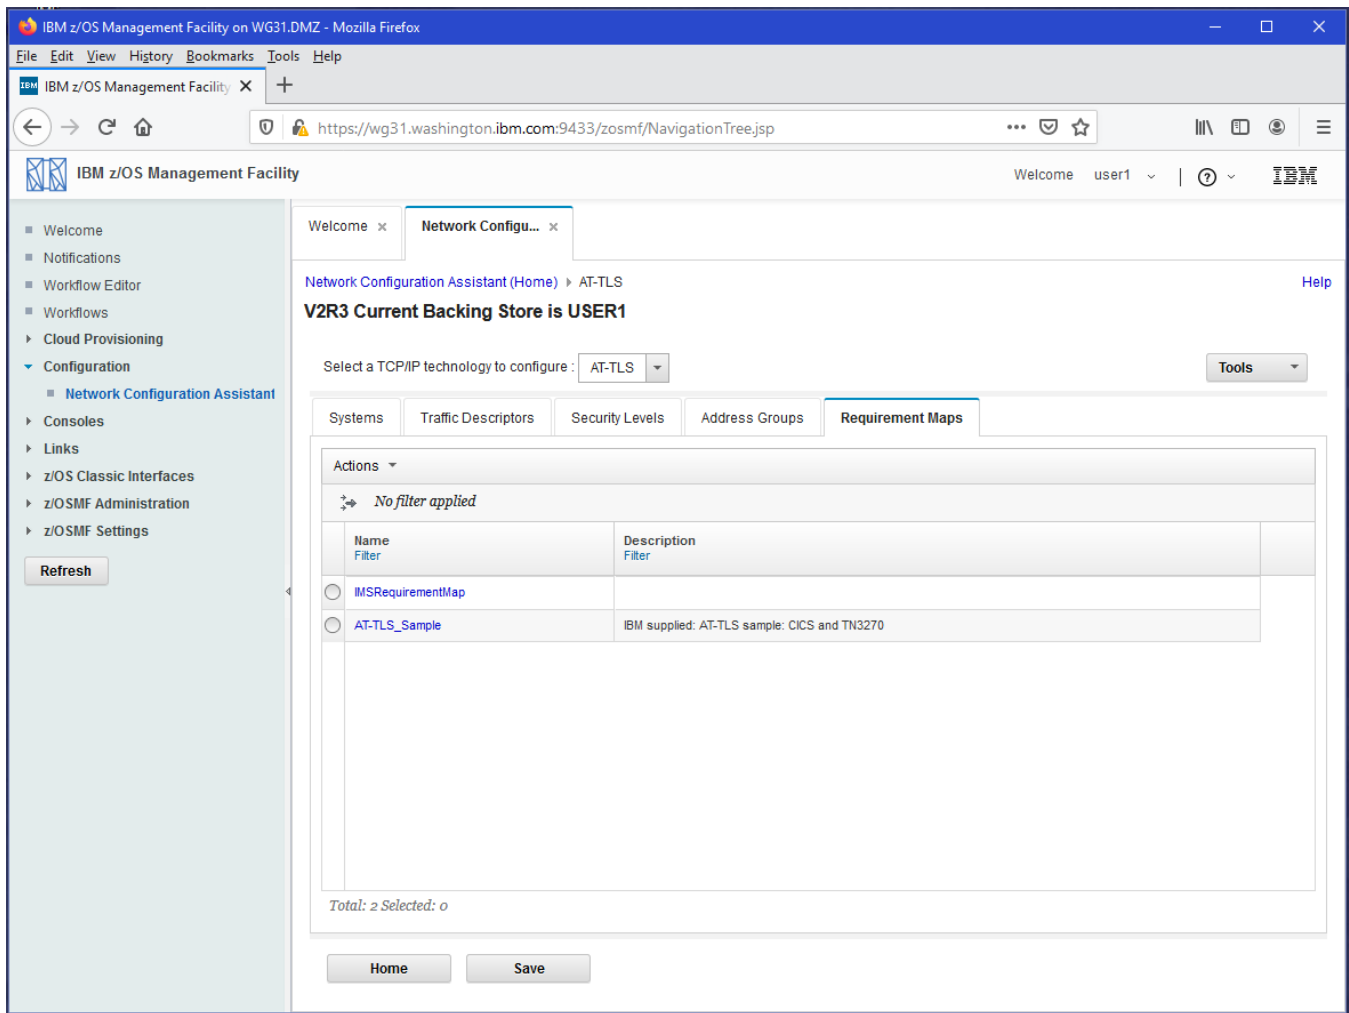 IBM z/OS Management Facility on WG31.DMZ - Mozilla Firefox
File Edit View History Bookmarks Tools Help
IBM IBM z/OS Management Facility
https://wg31.washington.ibm.com:9433/zosmf/NavigationTree.jsp
IBM z/OS Management Facility
Welcome user1
IBM
Welcome
Notifications
Workflow Editor
Workflows
Cloud Provisioning
Configuration
Network Configuration Assistant
Consoles
Links
z/OS Classic Interfaces
z/OSMF Administration
z/OSMF Settings
Refresh
Welcome
Network Configu...
Network Configuration Assistant (Home) AT-TLS
Help
V2R3 Current Backing Store is USER1
Select a TCP/IP technology to configure : AT-TLS
Tools
Systems Traffic Descriptors Security Levels Address Groups Requirement Maps
Actions
No filter applied
Name Description
Filter Filter
IMSRequirementMap
AT-TLS_Sample IBM supplied: AT-TLS sample: CICS and TN3270
Total: 2 Selected: 0
Home Save